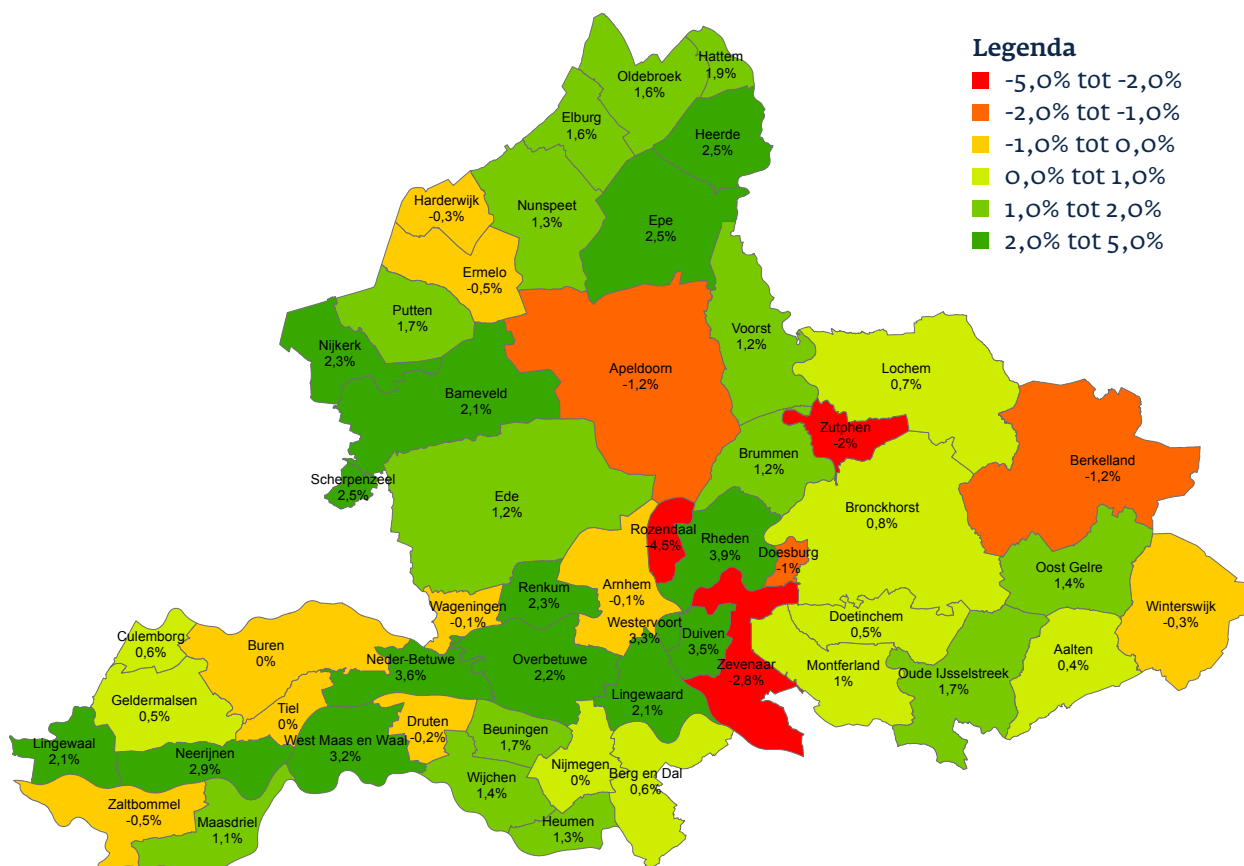 Legenda
-5,0% tot -2,0%
-2,0% tot -1,0%
-1,0% tot 0,0%
0,0% tot 1,0%
1,0% tot 2,0%
2,0% tot 5,0%
Hattem
1,9%
Oldebroek
1,6%
Elburg
1,6%
Heerde
2,5%
Harderwijk
-0,3%
Nunspeet
1,3%
Epe
2,5%
Ermelo
-0,5%
Putten
1,7%
Nijkerk
2,3%
Voorst
1,2%
Apeldoorn
-1,2%
Lochem
0,7%
Barneveld
2,1%
Zutphen
-2%
Brummen
1,2%
Berkelland
-1,2%
Scherpenzeel
2,5%
Ede
1,2%
Bronckhorst
0,8%
Rozendaal
-4,5%
Rheden
3,9%
Doesburg
-1%
Oost Gelre
1,4%
Renkum
2,3%
Arnhem
-0,1%
Wageningen
-0,1%
Winterswijk
-0,3%
Westervoort
3,3%
Duiven
3,5%
Doetinchem
0,5%
Culemborg
0,6%
Buren
0%
Neder-Betuwe
3,6%
Overbetuwe
2,2%
Zevenaar
-2,8%
Montferland
1%
Oude IJsselstreek
1,7%
Aalten
0,4%
Geldermalsen
0,5%
Lingewaard
2,1%
Tiel
0%
Druten
-0,2%
Beuningen
1,7%
West Maas en Waal
3,2%
Lingewaal
2,1%
Neerijnen
2,9%
Nijmegen
0%
Berg en Dal
0,6%
Wijchen
1,4%
Zaltbommel
-0,5%
Maasdriel
1,1%
Heumen
1,3%